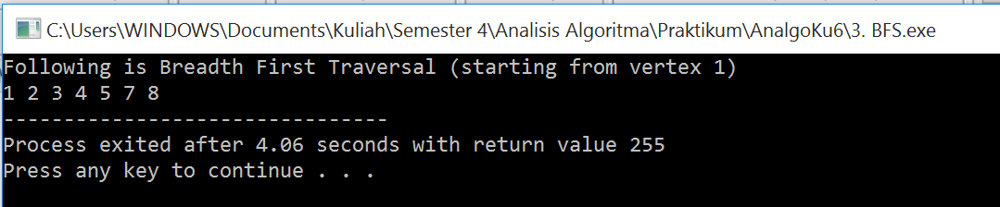 C:\Users\WINDOWS\Documents\Kuliah\Semester 4\Analisis Algoritma\Praktikum\AnalgoKu6\3. BFS.exe
Following is Breadth First Traversal (starting from vertex 1)
1 2 3 4 5 7 8
--------------------------------
Process exited after 4.06 seconds with return value 255
Press any key to continue . . .